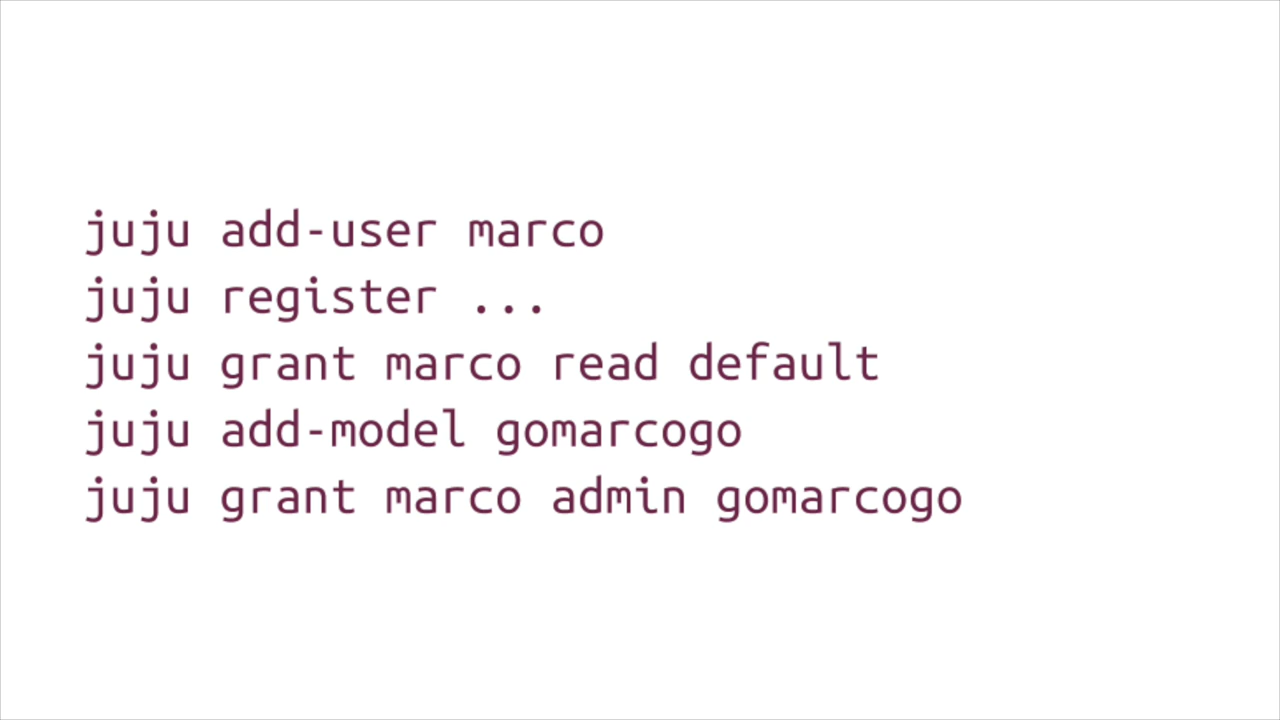 juju add-user marco
juju register ...
juju grant marco read default
juju add-model gomarcogo
juju grant marco admin gomarcogo